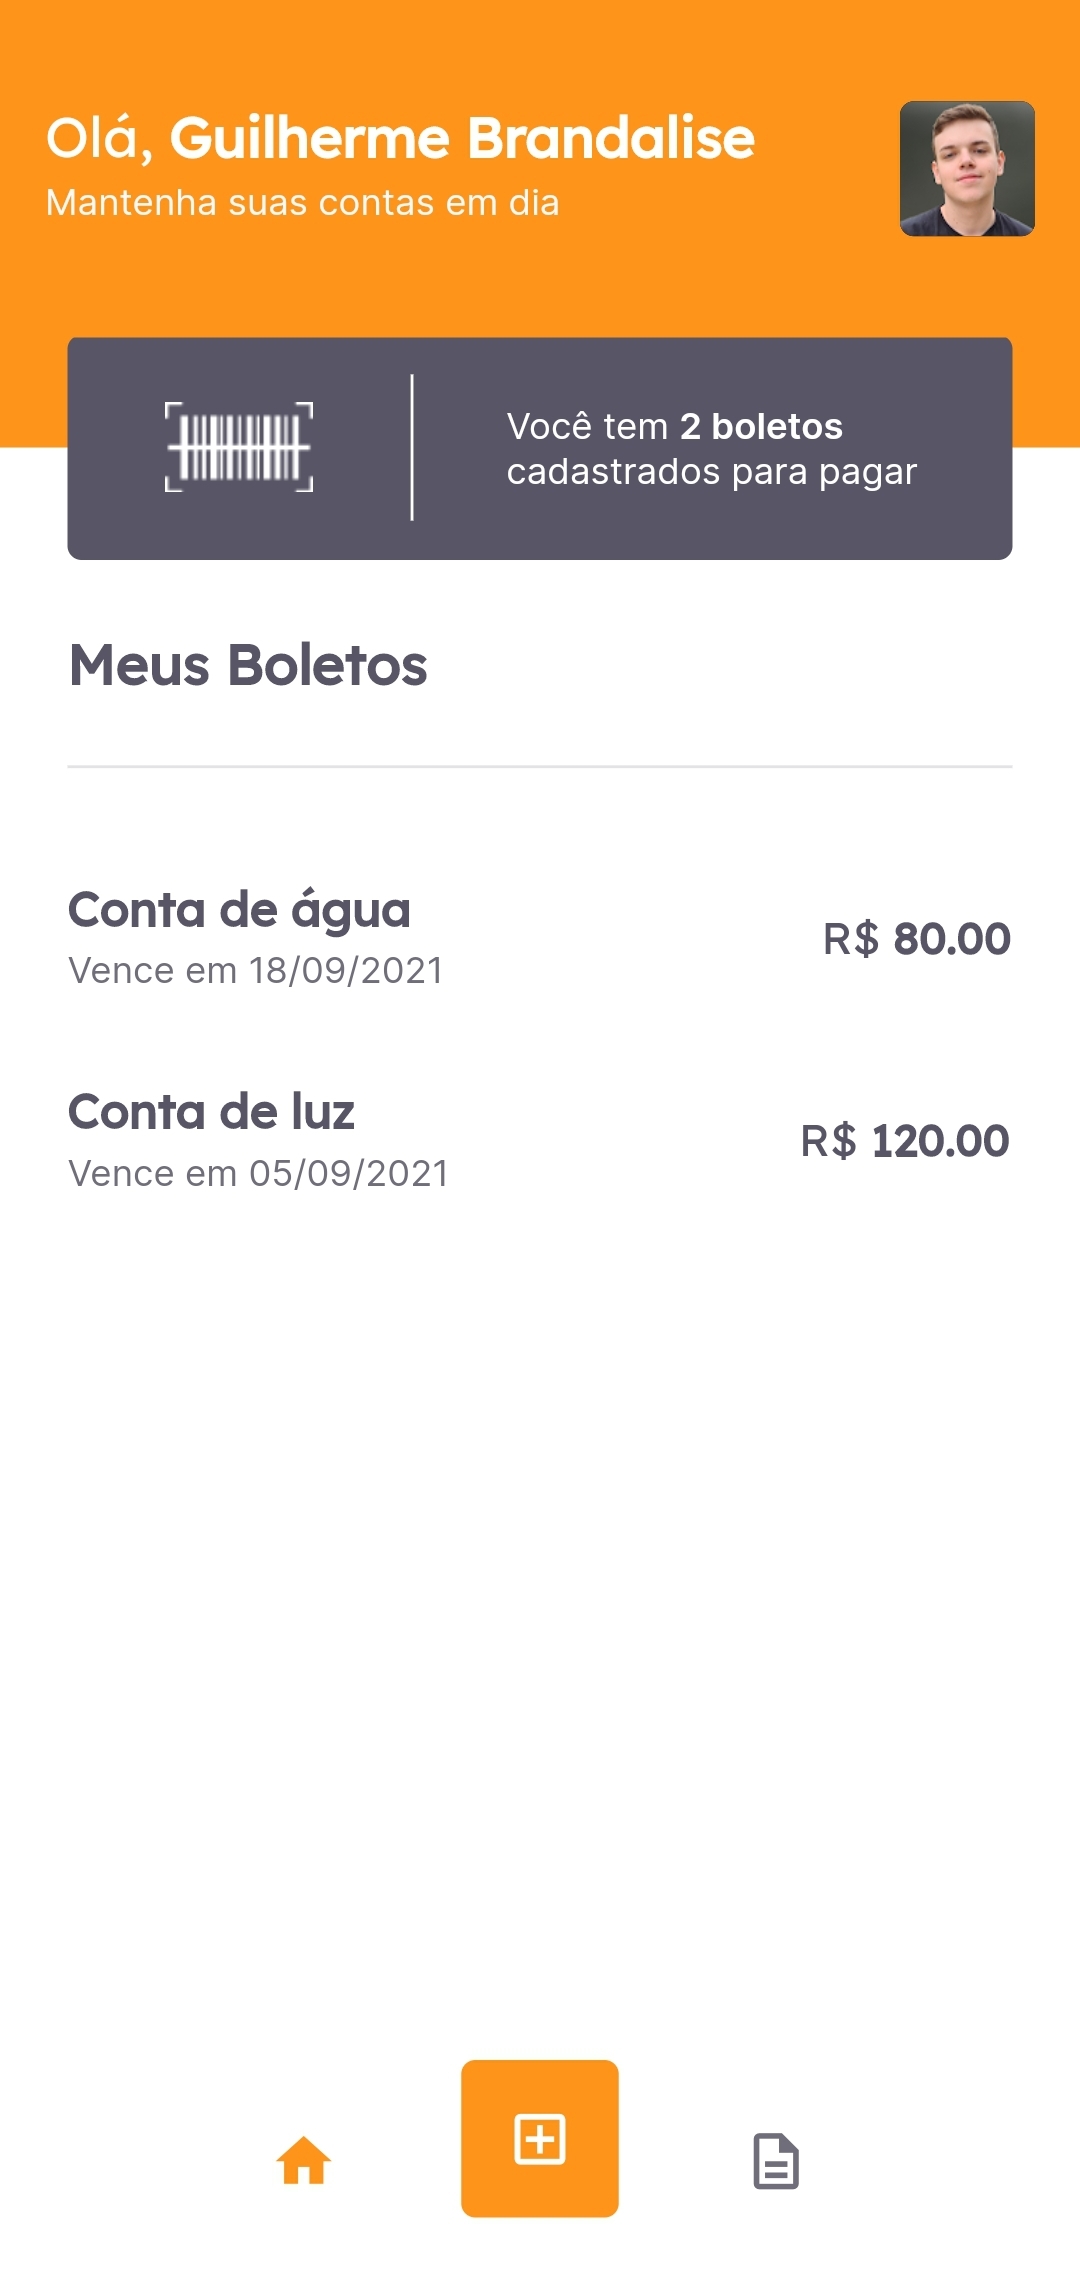 Olá, Guilherme Brandalise
Mantenha suas contas em dia
Você tem 2 boletos
cadastrados para pagar
Meus Boletos
Conta de água
R$ 80.00
Vence em 18/09/2021
Conta de luz
R$ 120.00
Vence em 05/09/2021